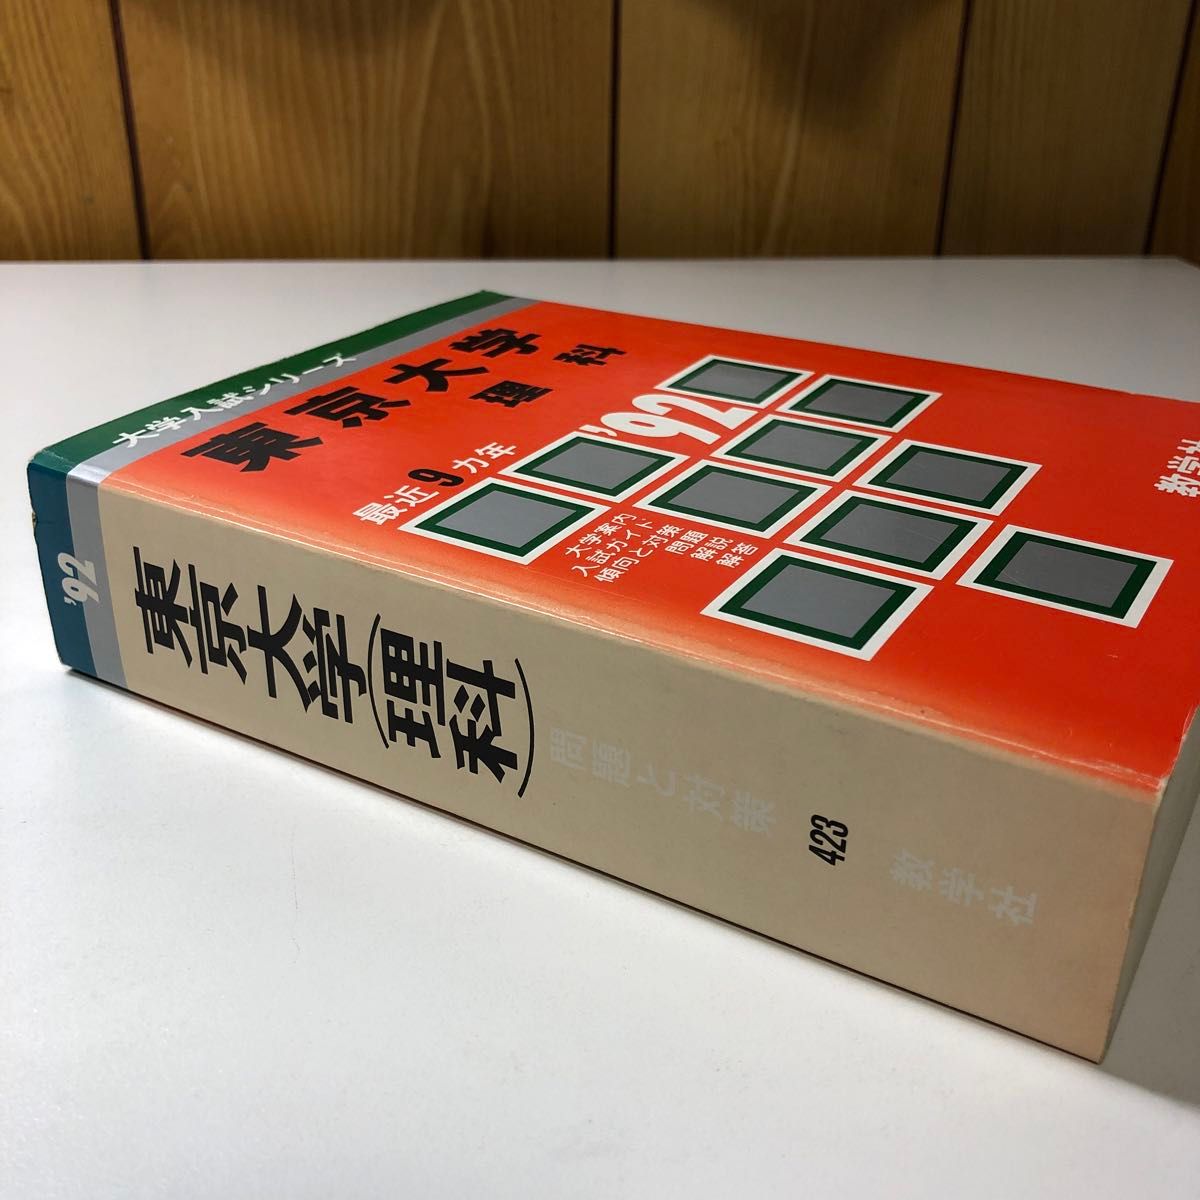 大学入試シリーズ
東京大学
理科
'92
最近9カ年
大学案内・
入試ガイド
傾向と対策
問題
解説
解答
教学社
'92
東京大学(理科)
問題と対策
423
教学社